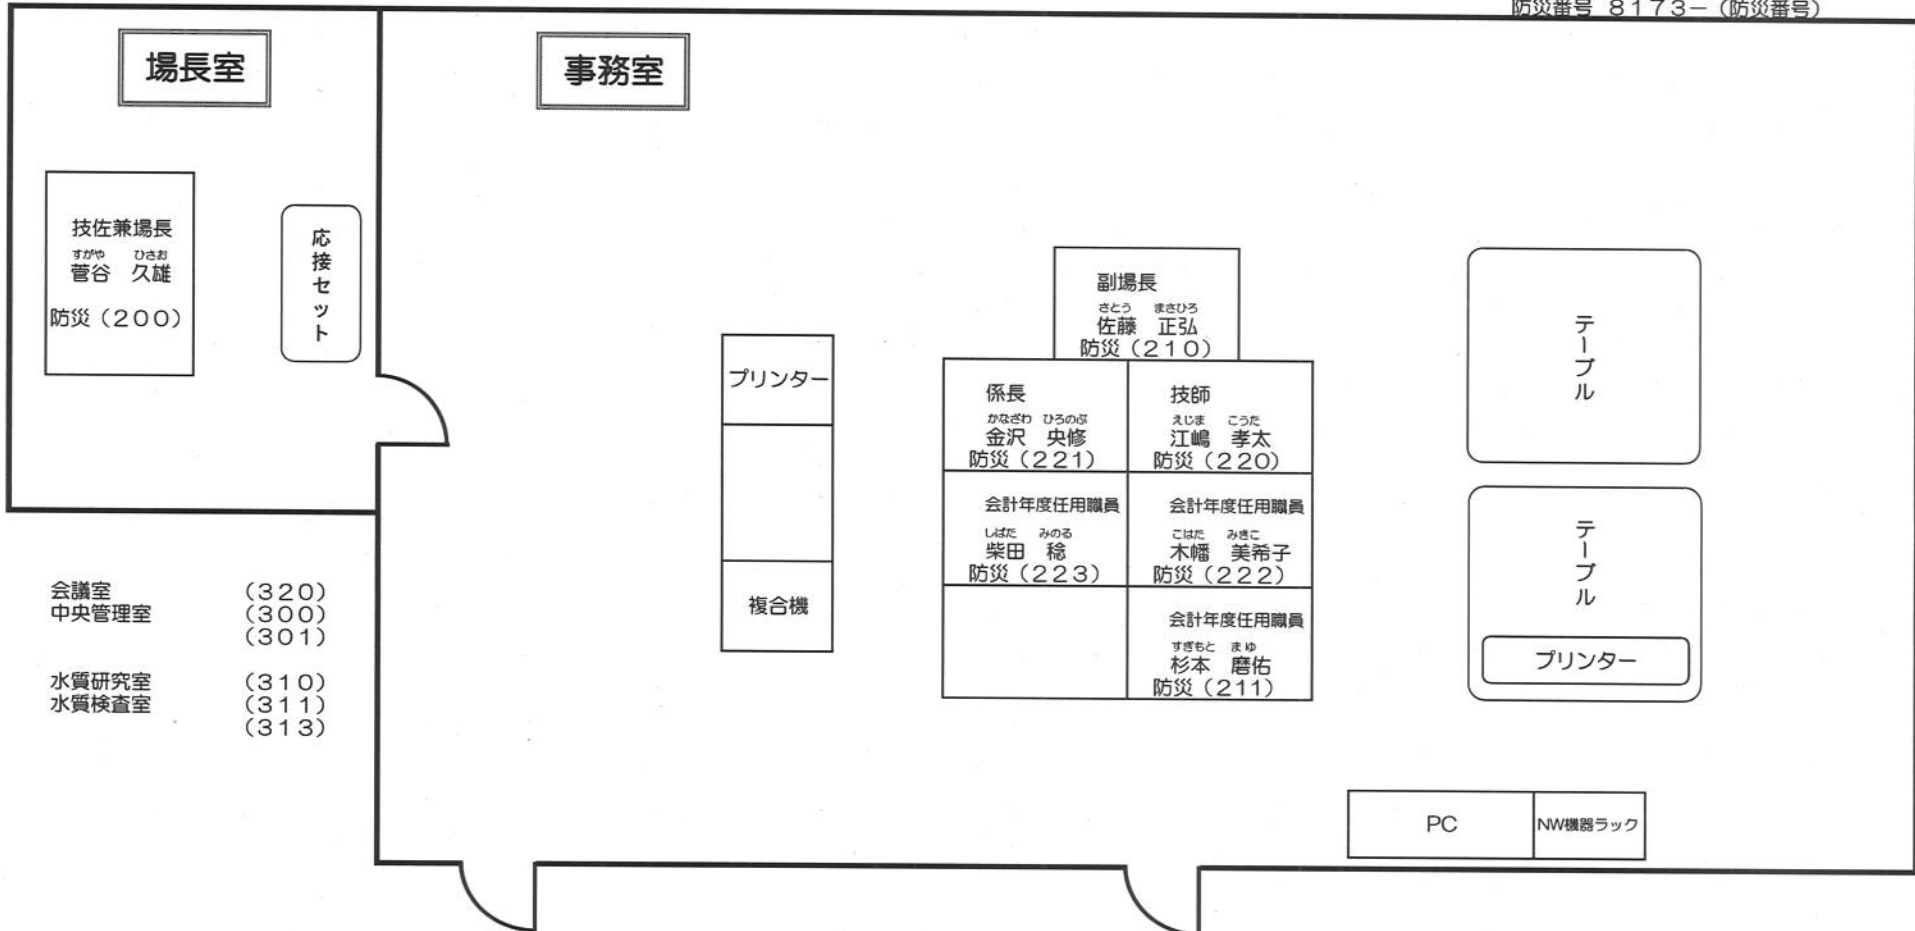 防災番号 8173-（防災番号）
場長室
事務室
技佐兼場長
すがや ひさお
菅谷 久雄
防災（200）
応接セット
副場長
さとう まさひろ
佐藤 正弘
防災（210）
プリンター
複合機
係長
かなざわ ひろのぶ
金沢 央修
防災（221）
技師
えじま こうた
江嶋 孝太
防災（220）
会計年度任用職員
しばた みのる
柴田 稔
防災（223）
会計年度任用職員
こはた みきこ
木幡 美希子
防災（222）
会計年度任用職員
すぎもと まゆ
杉本 磨佑
防災（211）
テーブル
テーブル
プリンター
会議室 （320）
中央管理室 （300）
（301）
水質研究室 （310）
水質検査室 （311）
（313）
PC
NW機器ラック